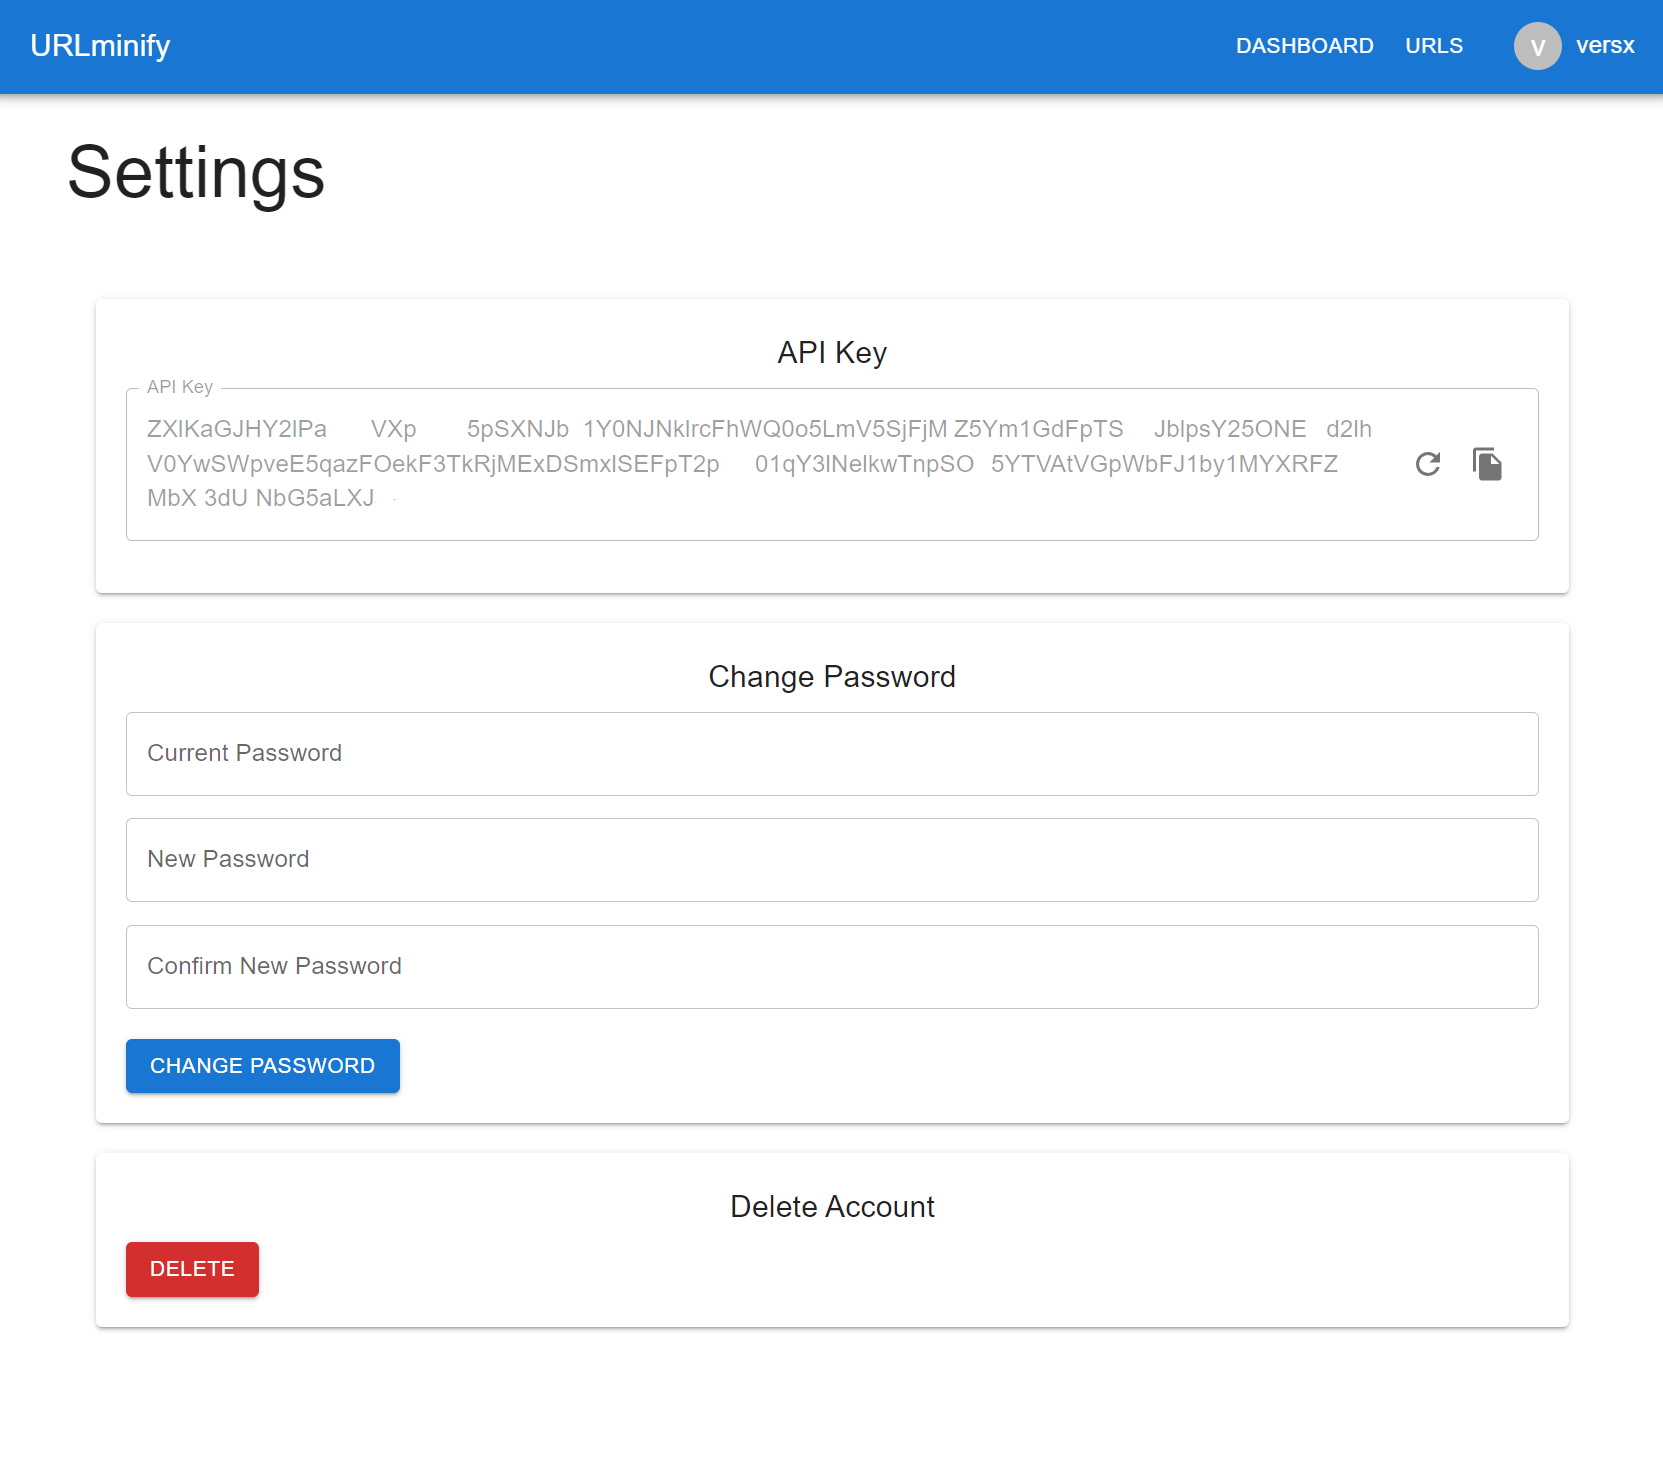 URLminify
DASHBOARD URLS V versx
Settings
API Key
API Key
ZXlKaGJHY2lPa VXp 5pSXNJb 1Y0NJNklrcFhWQ0o5LmV5SjFjM Z5Ym1GdFpTS JblpsY25ONE d2lh
V0YwSWpveE5qazFOekF3TkRjMExDSmxlSEFpT2p 01qY3lNelkwTnpSO 5YTVAtVGpWbFJ1by1MYXRFZ
MbX 3dU NbG5aLXJ
Change Password
Current Password
New Password
Confirm New Password
CHANGE PASSWORD
Delete Account
DELETE